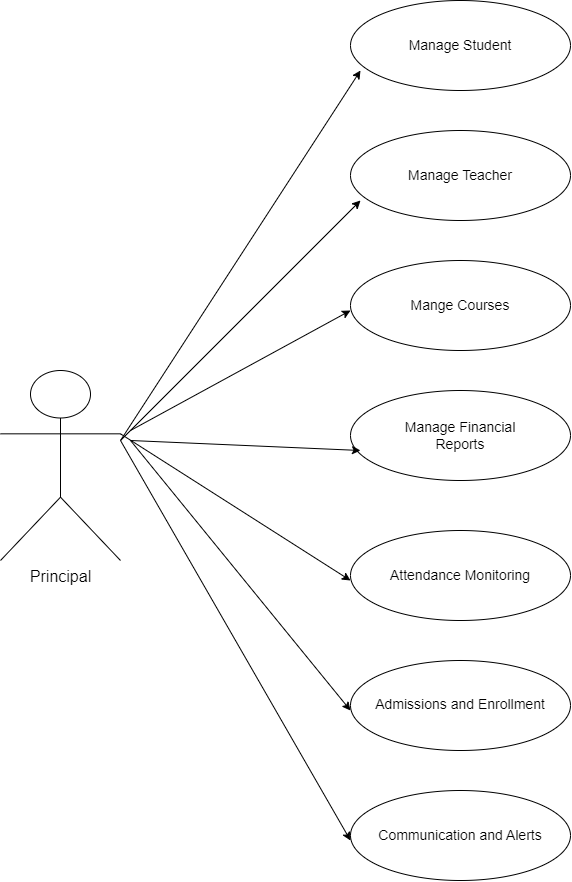 Manage Student
Manage Teacher
Mange Courses
Manage Financial
Reports
Principal
Attendance Monitoring
Admissions and Enrollment
Communication and Alerts